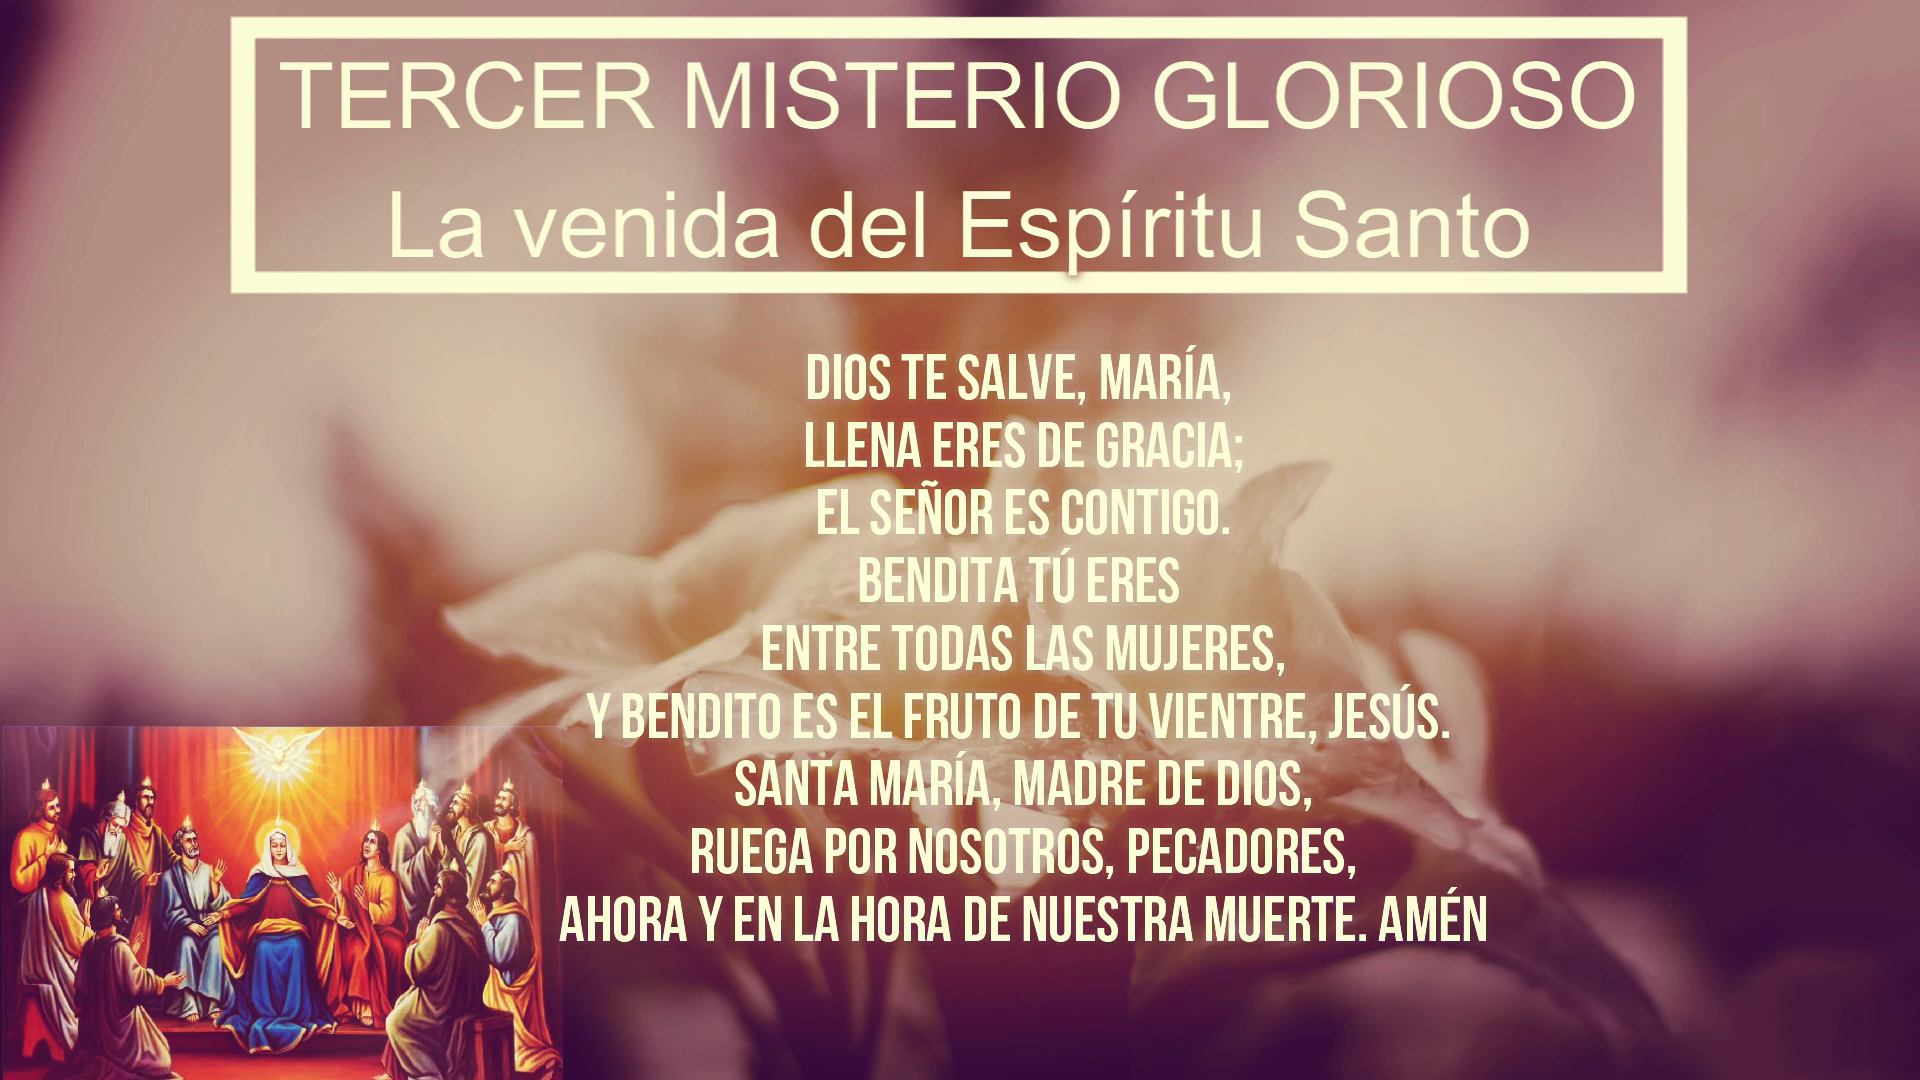 TERCER MISTERIO GLORIOSO
La venida del Espíritu Santo
DIOS TE SALVE, MARÍA,
LLENA ERES DE GRACIA;
EL SEÑOR ES CONTIGO.
BENDITA TÚ ERES
ENTRE TODAS LAS MUJERES,
Y BENDITO ES EL FRUTO DE TU VIENTRE, JESÚS.
SANTA MARÍA, MADRE DE DIOS,
RUEGA POR NOSOTROS, PECADORES,
AHORA Y EN LA HORA DE NUESTRA MUERTE. AMÉN